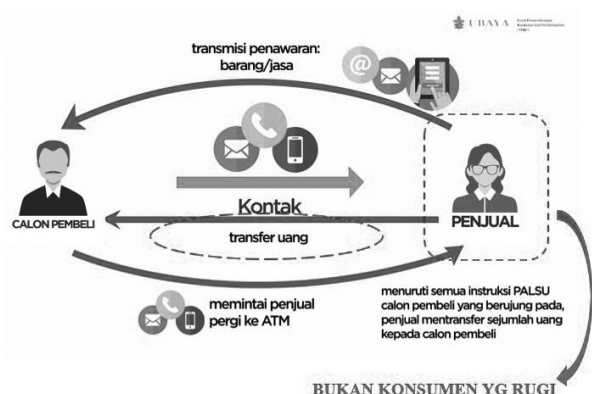 UBAYA
transmisi penawaran:
barang/jasa
@
Kontak
CALON PEMBELI
PENJUAL
transfer uang
memintai penjual
pergi ke ATM
menuruti semua instruksi PALSU
calon pembeli yang berujung pada,
penjual mentransfer sejumlah uang
kepada calon pembeli
BUKAN KONSUMEN YG RUGI